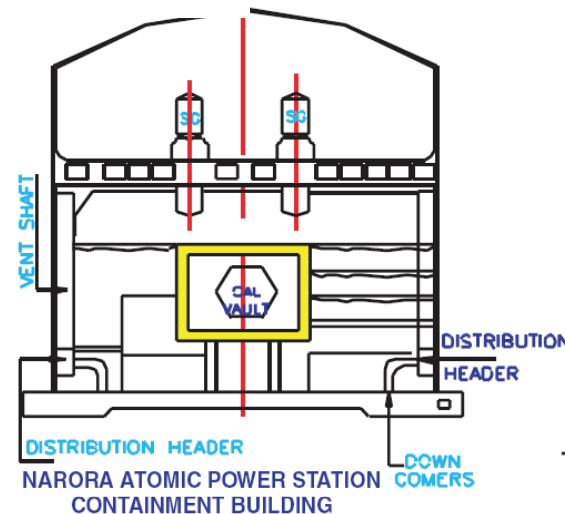 SG
SG
VENT SHAFT
CAL
VAULT
DISTRIBUTION
HEADER
DISTRIBUTION HEADER
DOWN
COMERS
NARORA ATOMIC POWER STATION
CONTAINMENT BUILDING